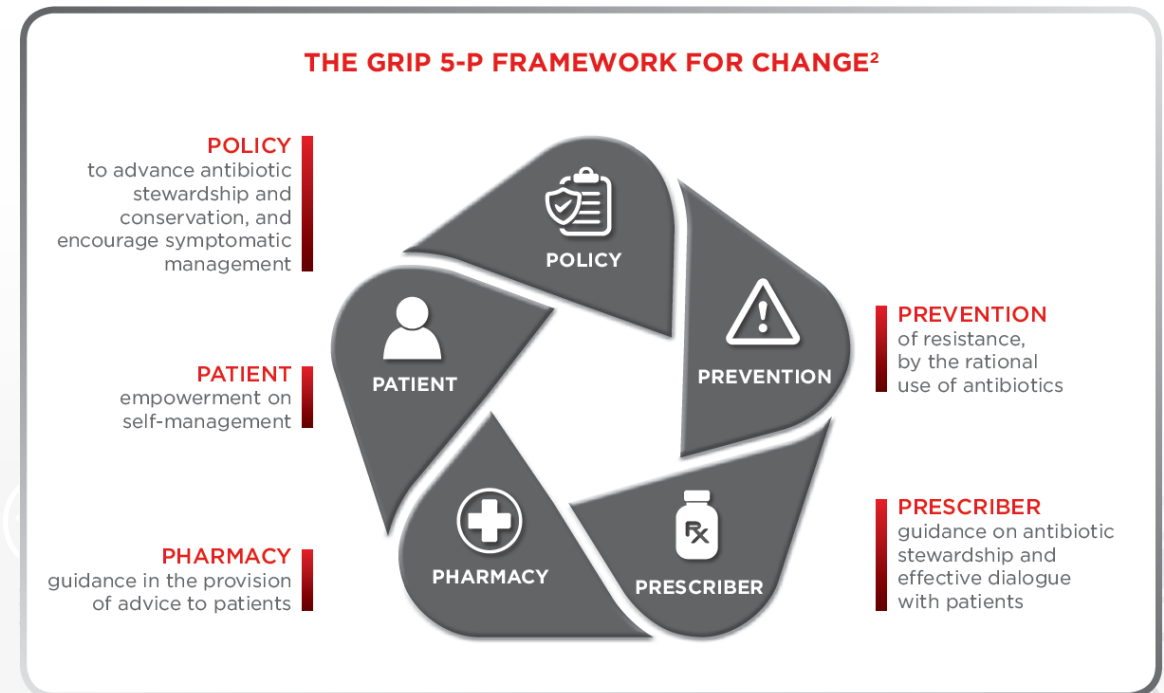 THE GRIP 5-P FRAMEWORK FOR CHANGE²
POLICY
to advance antibiotic
stewardship and
conservation, and
encourage symptomatic
management
PATIENT
empowerment on
self-management
PHARMACY
guidance in the provision
of advice to patients
POLICY
PREVENTION
PATIENT
PHARMACY
PRESCRIBER
Rx
PREVENTION
of resistance,
by the rational
use of antibiotics
PRESCRIBER
guidance on antibiotic
stewardship and
effective dialogue
with patients